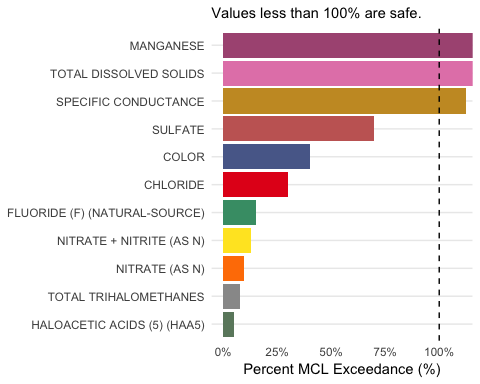 Values less than 100% are safe.
MANGANESE
TOTAL DISSOLVED SOLIDS
SPECIFIC CONDUCTANCE
SULFATE
COLOR
CHLORIDE
FLUORIDE (F) (NATURAL-SOURCE)
NITRATE + NITRITE (AS N)
NITRATE (AS N)
TOTAL TRIHALOMETHANES
HALOACETIC ACIDS (5) (HAA5)
0% 25% 50% 75% 100%
Percent MCL Exceedance (%)